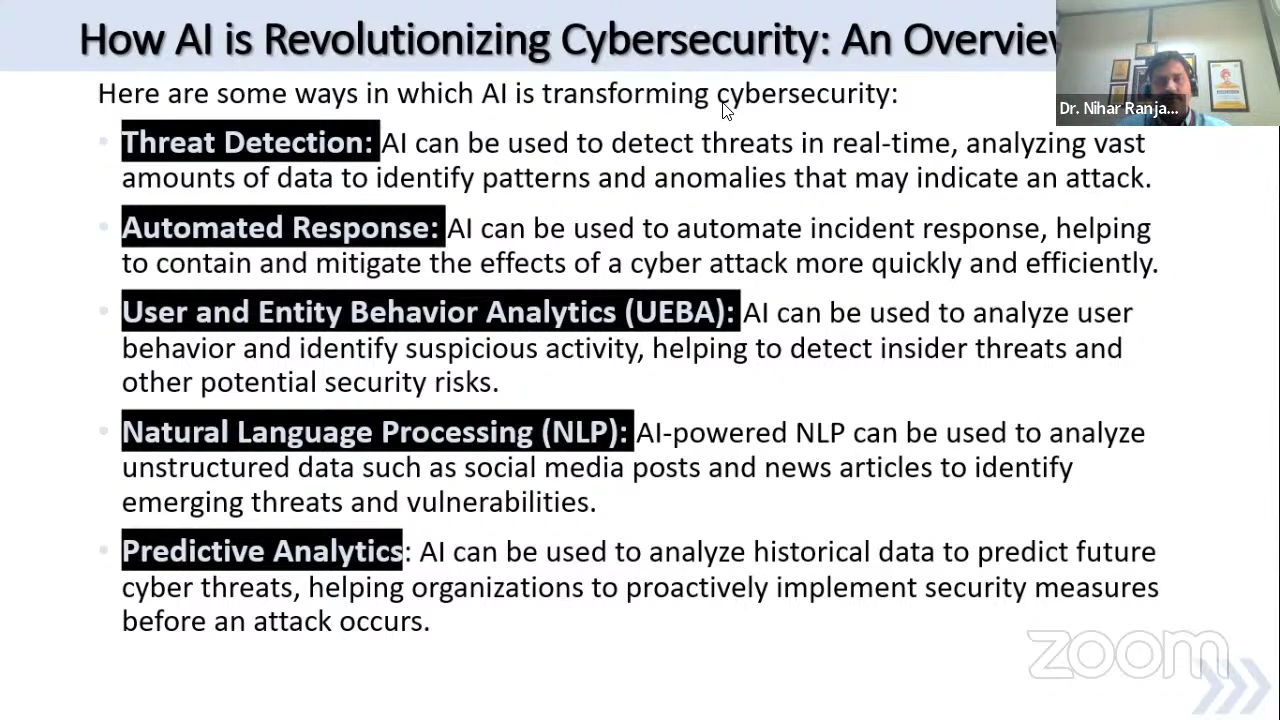 How AI is Revolutionizing Cybersecurity: An Overview
Dr. Nihar Ranja...
Here are some ways in which AI is transforming cybersecurity:
• Threat Detection: AI can be used to detect threats in real-time, analyzing vast
amounts of data to identify patterns and anomalies that may indicate an attack.
• Automated Response: AI can be used to automate incident response, helping
to contain and mitigate the effects of a cyber attack more quickly and efficiently.
• User and Entity Behavior Analytics (UEBA): AI can be used to analyze user
behavior and identify suspicious activity, helping to detect insider threats and
other potential security risks.
• Natural Language Processing (NLP): AI-powered NLP can be used to analyze
unstructured data such as social media posts and news articles to identify
emerging threats and vulnerabilities.
• Predictive Analytics: AI can be used to analyze historical data to predict future
cyber threats, helping organizations to proactively implement security measures
before an attack occurs.
zoom